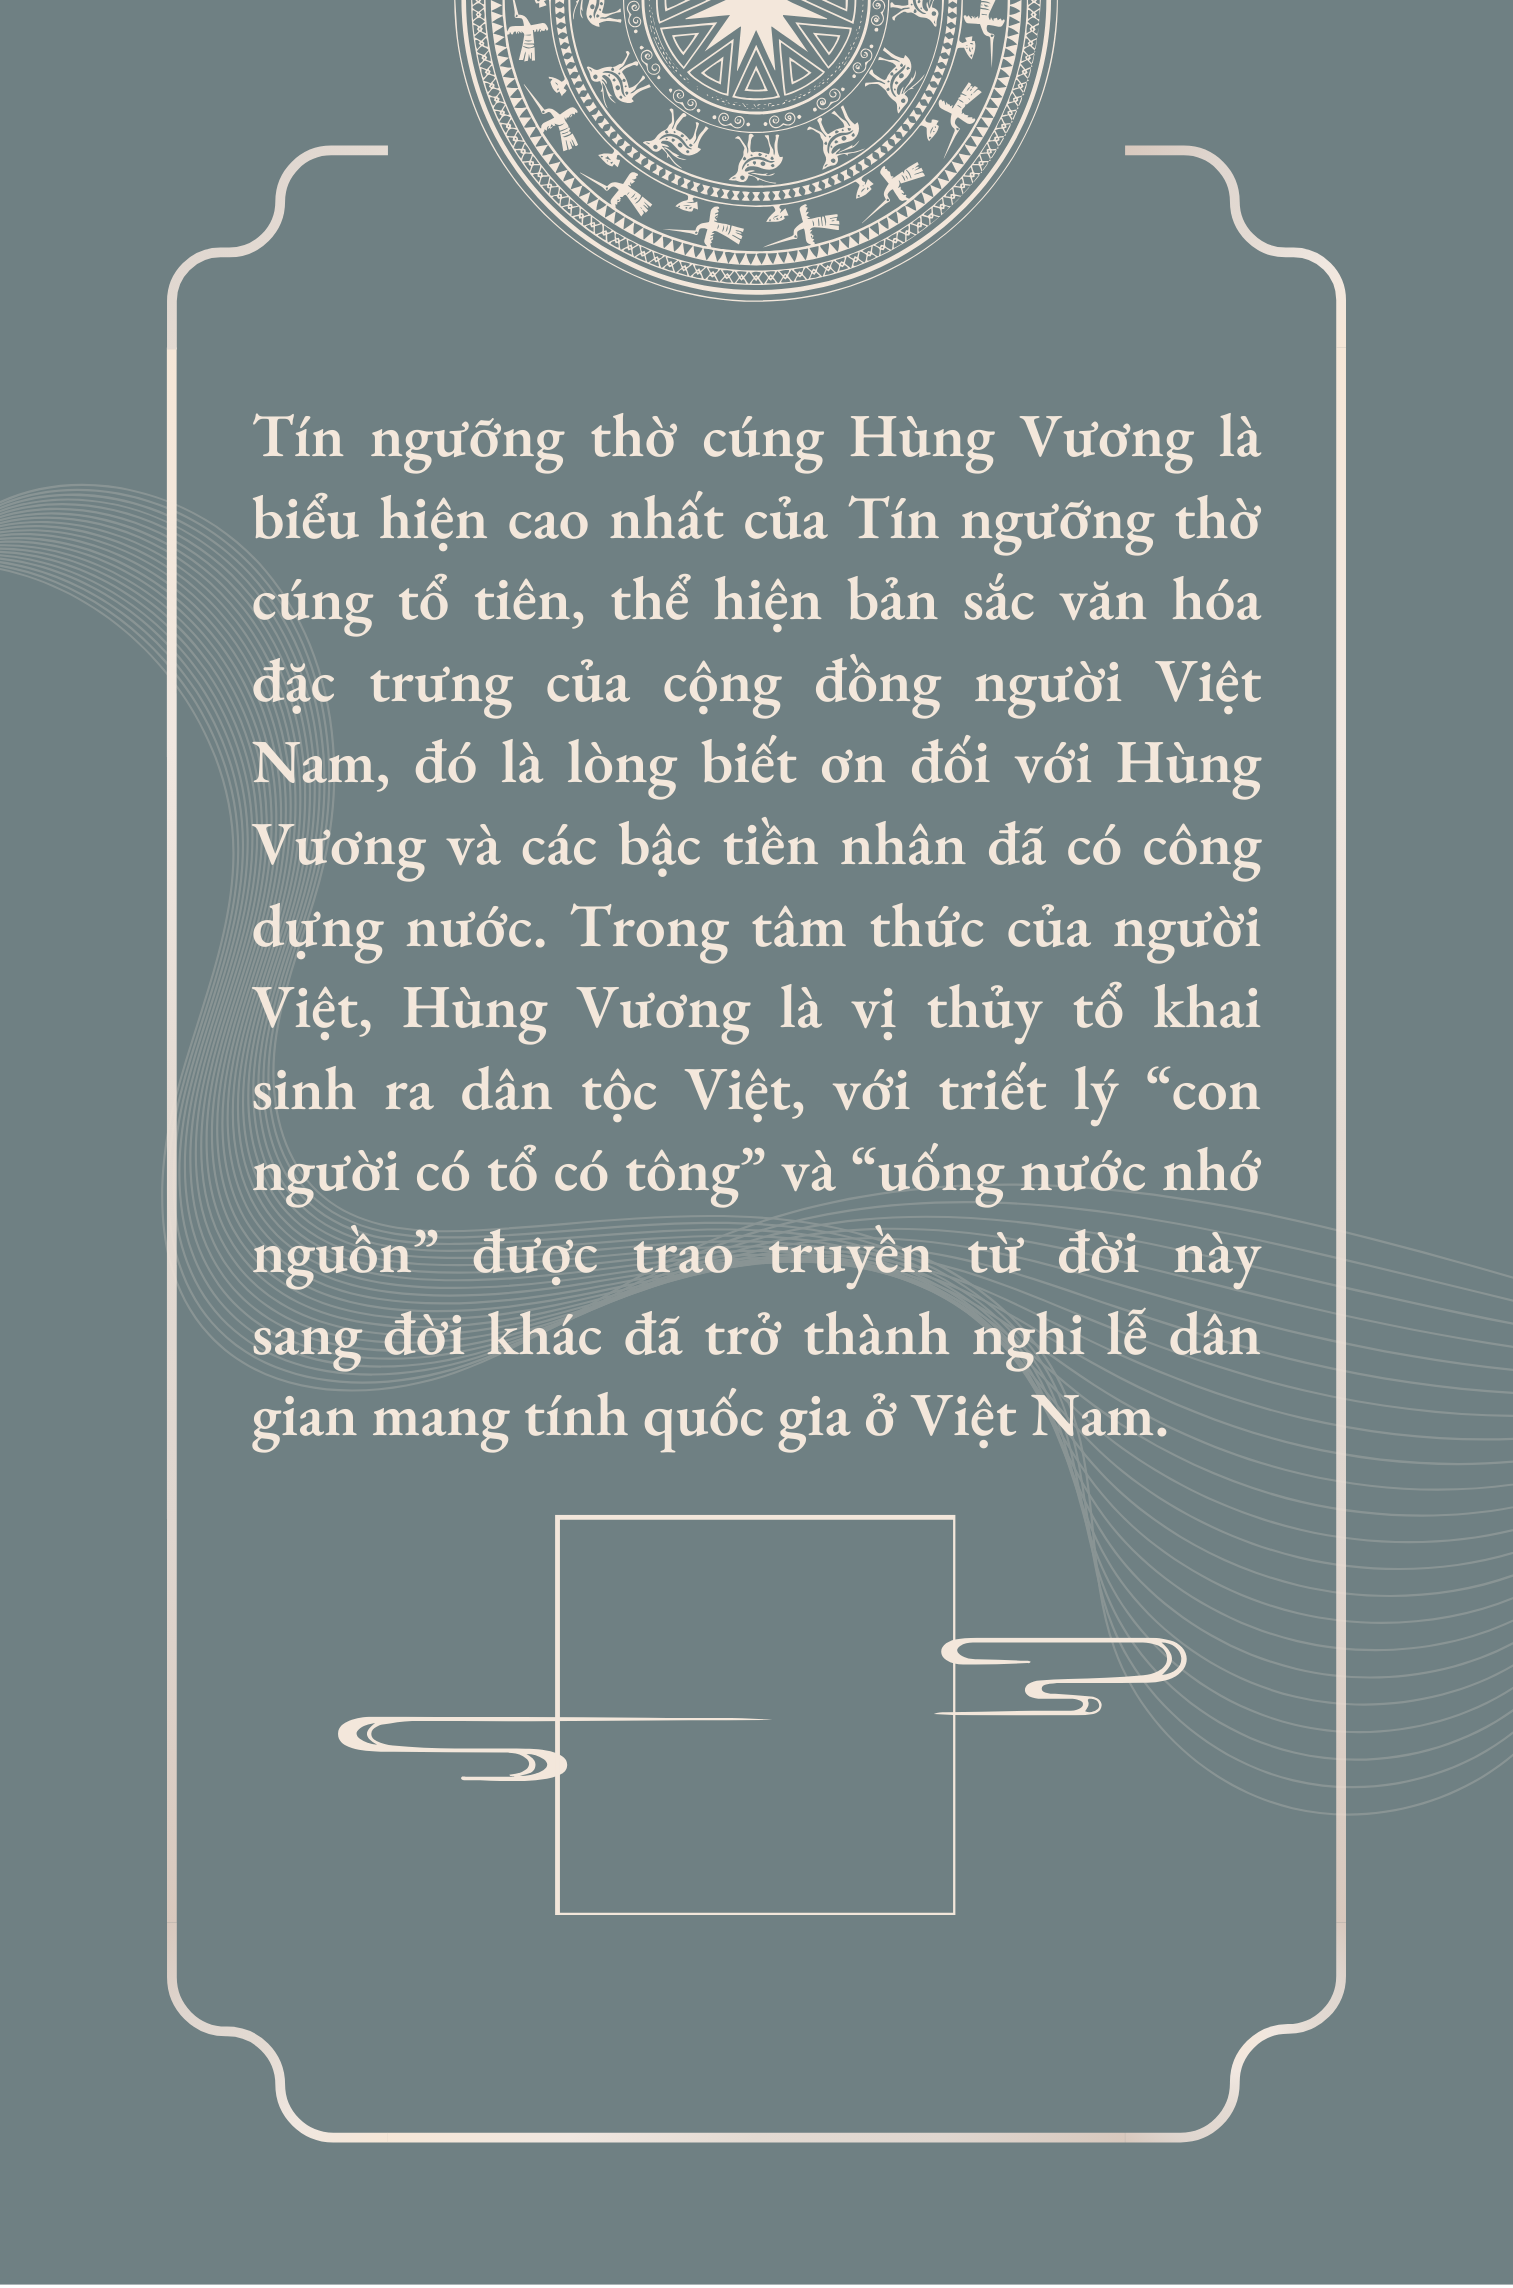 Tín ngưỡng thờ cúng Hùng Vương là
biểu hiện cao nhất của Tín ngưỡng thờ
cúng tổ tiên, thể hiện bản sắc văn hóa
đặc trưng của cộng đồng người Việt
Nam, đó là lòng biết ơn đối với Hùng
Vương và các bậc tiền nhân đã có công
dựng nước. Trong tâm thức của người
Việt, Hùng Vương là vị thủy tổ khai
sinh ra dân tộc Việt, với triết lý “con
người có tổ có tông” và “uống nước nhớ
nguồn” được trao truyền từ đời này
sang đời khác đã trở thành nghi lễ dân
gian mang tính quốc gia ở Việt Nam.